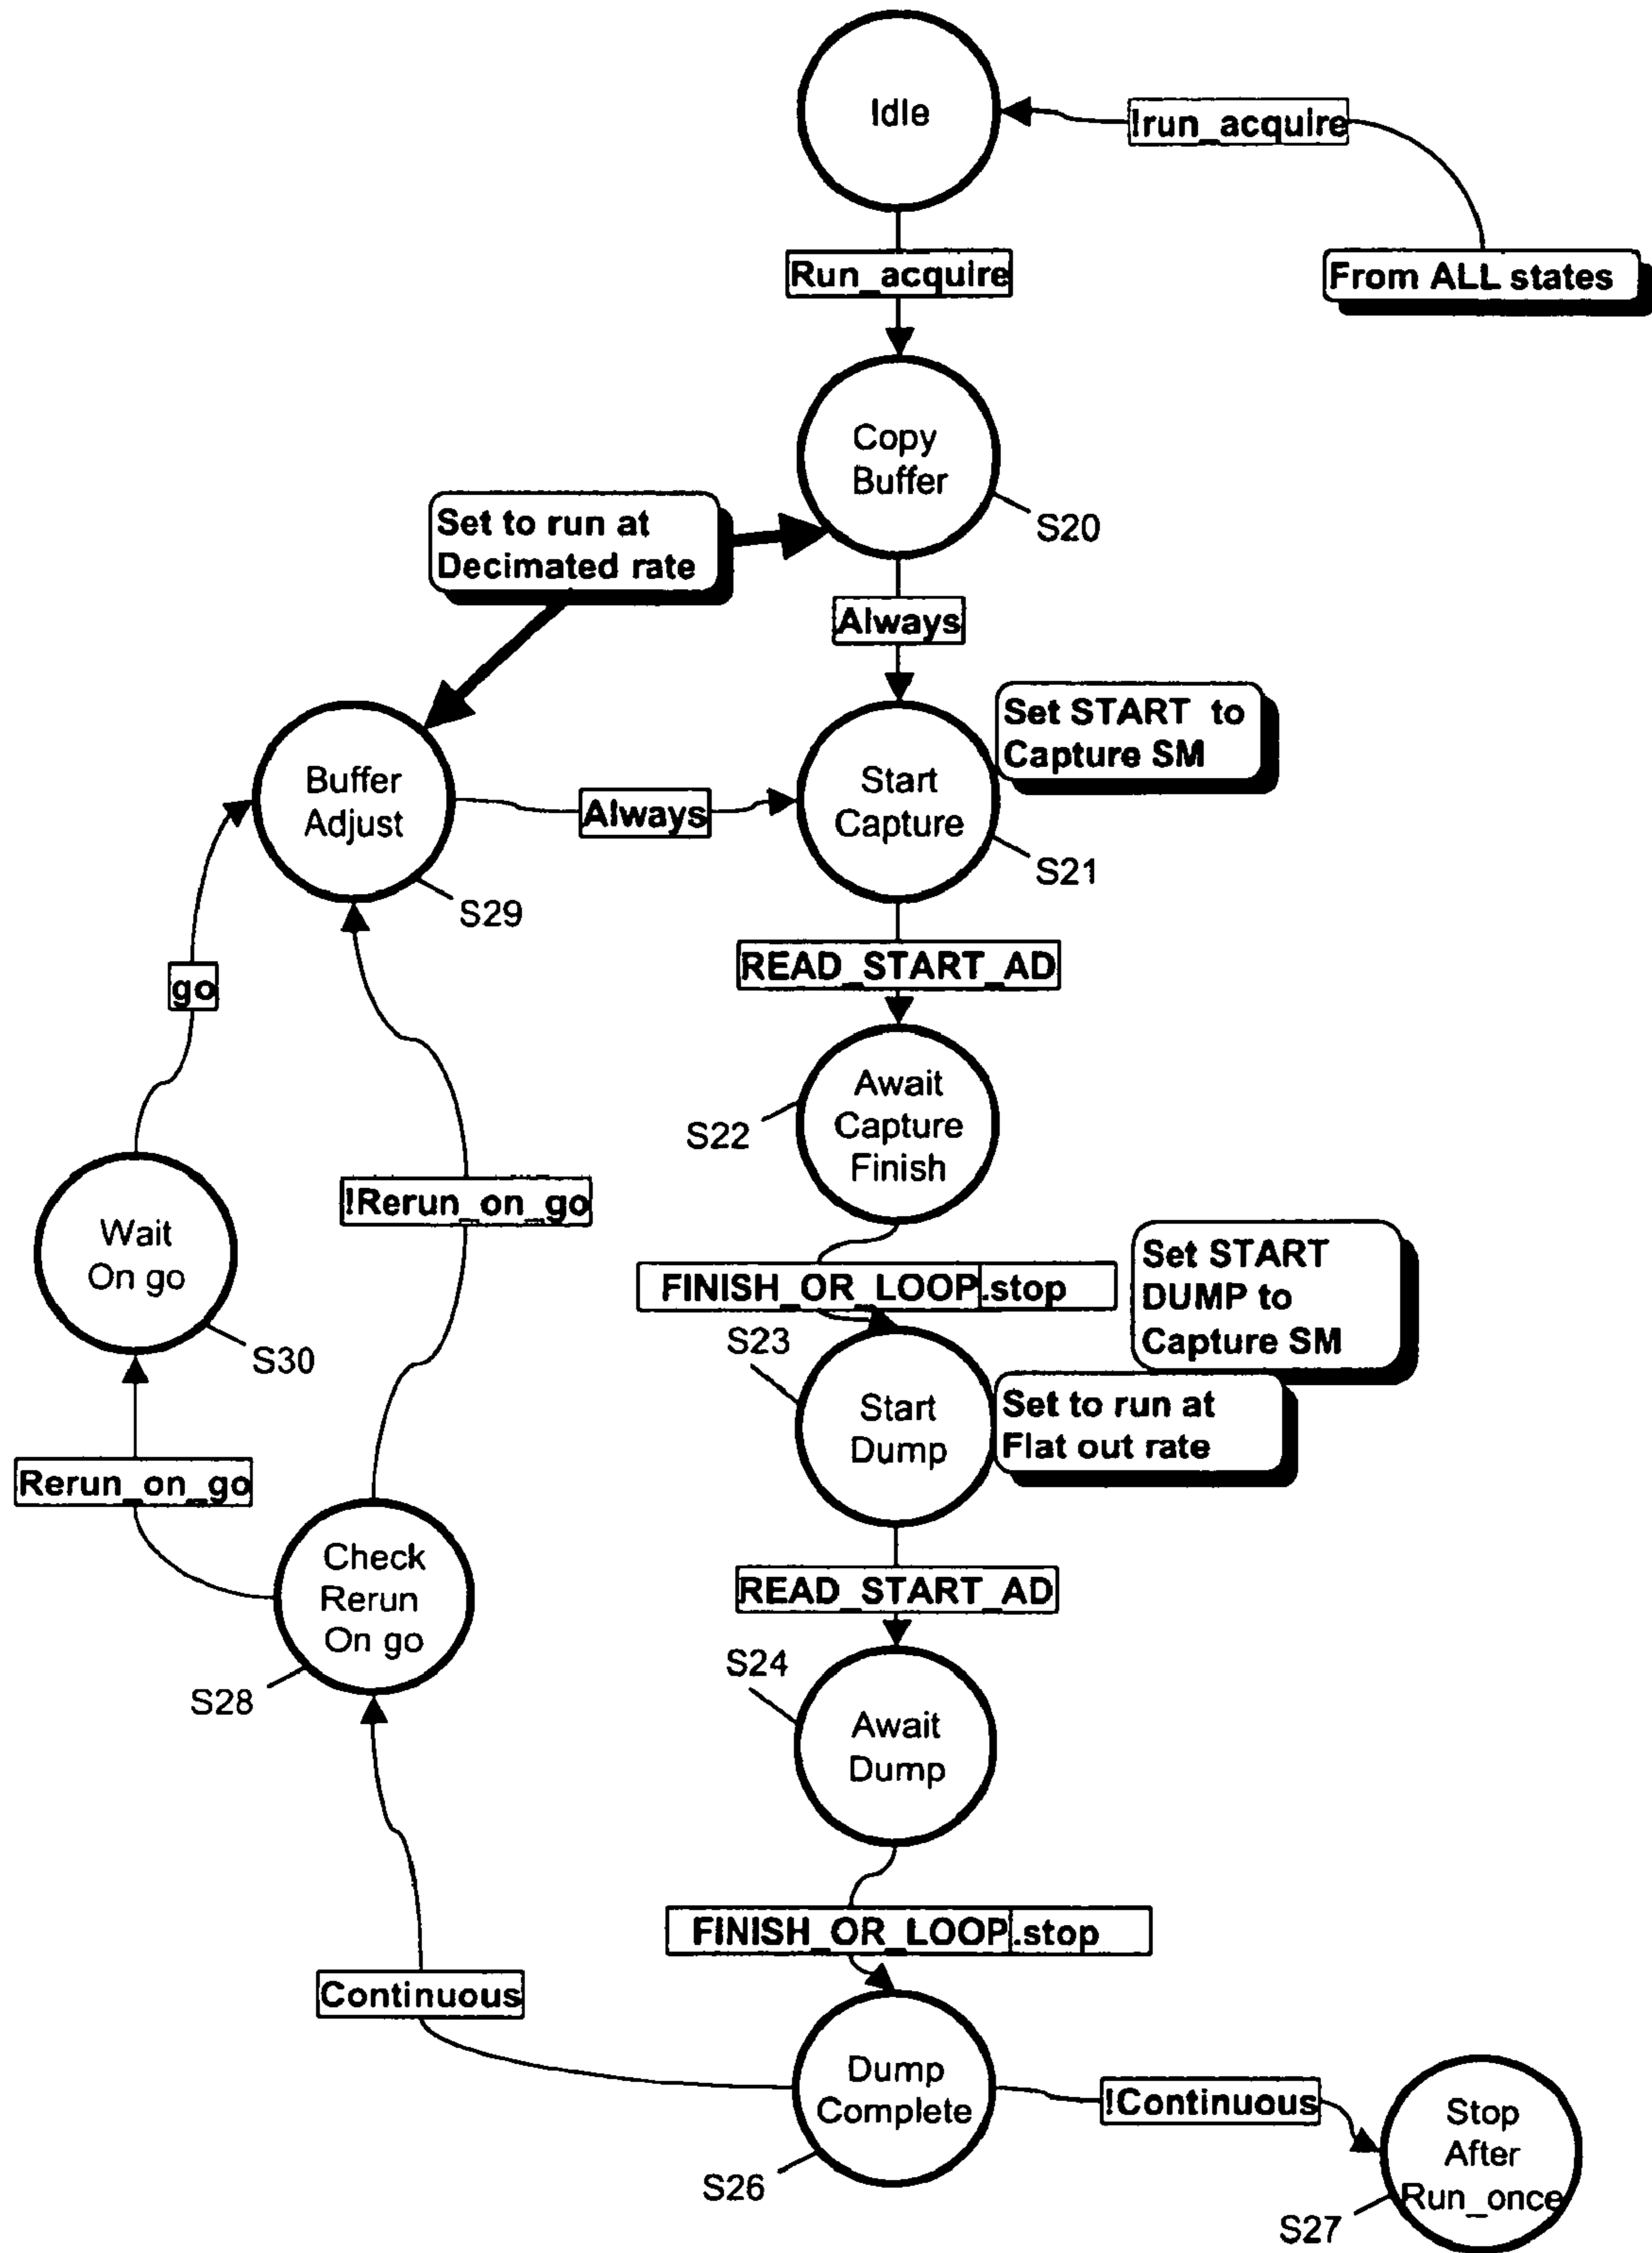 Idle
!run_acquire
Run_acquire
From ALL states
Copy
Buffer
S20
Set to run at
Decimated rate
Always
Set START to
Capture SM
Buffer
Adjust
S29
Always
Start
Capture
S21
READ_START_AD
go
Await
Capture
Finish
S22
!Rerun_on_go
Wait
On go
S30
FINISH_OR_LOOP.stop
Set START
DUMP to
Capture SM
S23
Start
Dump
Set to run at
Flat out rate
Rerun_on_go
Check
Rerun
On go
S28
READ_START_AD
S24
Await
Dump
FINISH_OR_LOOP.stop
Continuous
Dump
Complete
S26
!Continuous
Stop
After
Run_once
S27